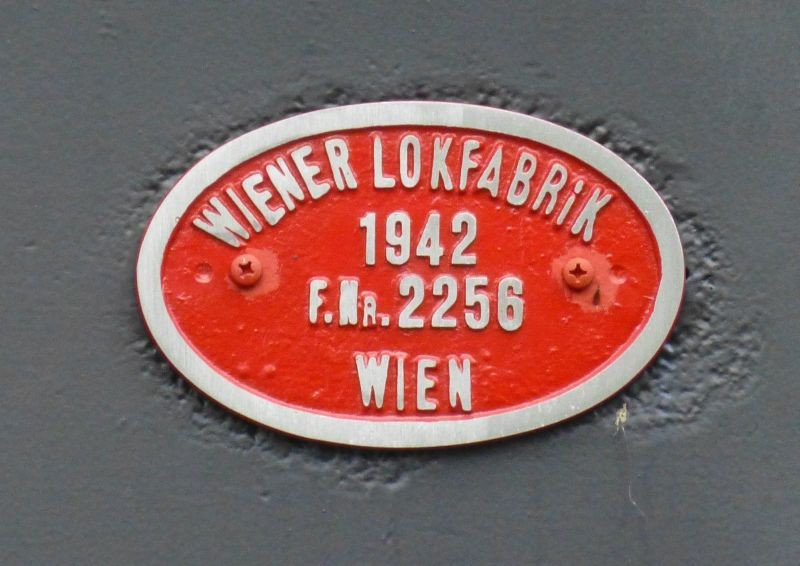 WIENER LOKFABRiK
1942
F.NR.2256
WIEN